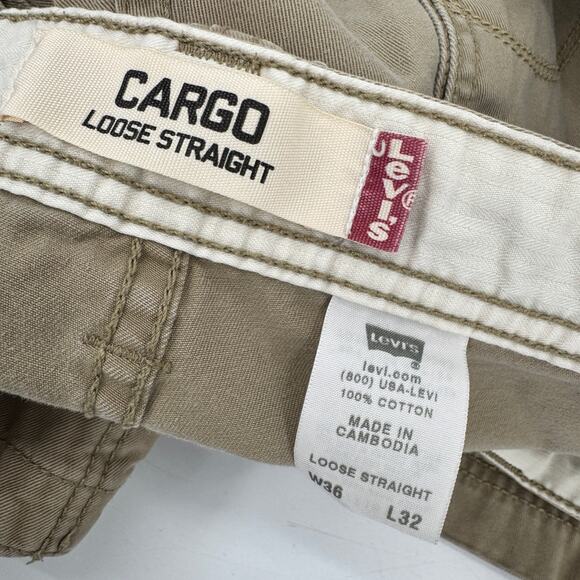 CARGO
LOOSE STRAIGHT
Levi's®
Levi's
®
levi.com
(800) USA-LEVI
100% COTTON
MADE IN
CAMBODIA
LOOSE STRAIGHT
W36 L32